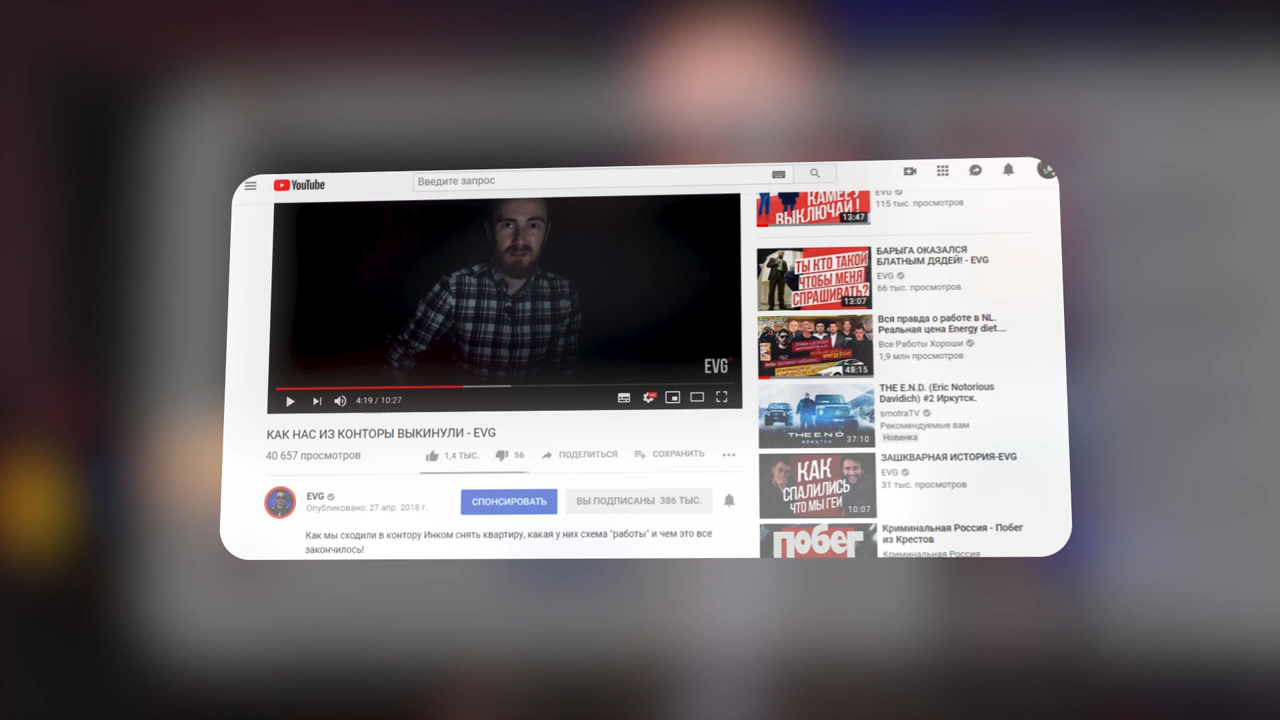 YouTube
Введите запрос
EVG
4:19 / 10:27
КАК НАС ИЗ КОНТОРЫ ВЫКИНУЛИ - EVG
40 657 просмотров
1,4 ТЫС.
56
ПОДЕЛИТЬСЯ
СОХРАНИТЬ
EVG
Опубликовано: 27 апр. 2018 г.
СПОНСИРОВАТЬ
ВЫ ПОДПИСАНЫ 386 ТЫС.
Как мы сходили в контору Инком снять квартиру, какая у них схема "работы" и чем это все
закончилось!
ВЫКЛЮЧАЙ!
13:47
EVG
115 тыс. просмотров
ТЫ КТО ТАКОЙ
ЧТОБЫ МЕНЯ
СПРАШИВАТЬ?
13:07
БАРЫГА ОКАЗАЛСЯ
БЛАТНЫМ ДЯДЕЙ! - EVG
EVG
66 тыс. просмотров
48:15
Вся правда о работе в NL.
Реальная цена Energy diet....
Все Работы Хороши
1,9 млн просмотров
THE END
ИРКУТСК
37:10
THE E.N.D. (Eric Notorious
Davidich) #2 Иркутск.
smotraTV
Рекомендуемые вам
Новинка
КАК
СПАЛИЛИСЬ
ЧТО МЫ ГЕИ
10:07
ЗАШКВАРНАЯ ИСТОРИЯ-EVG
EVG
31 тыс. просмотров
побег
Криминальная Россия - Побег
из Крестов
Криминальная Россия